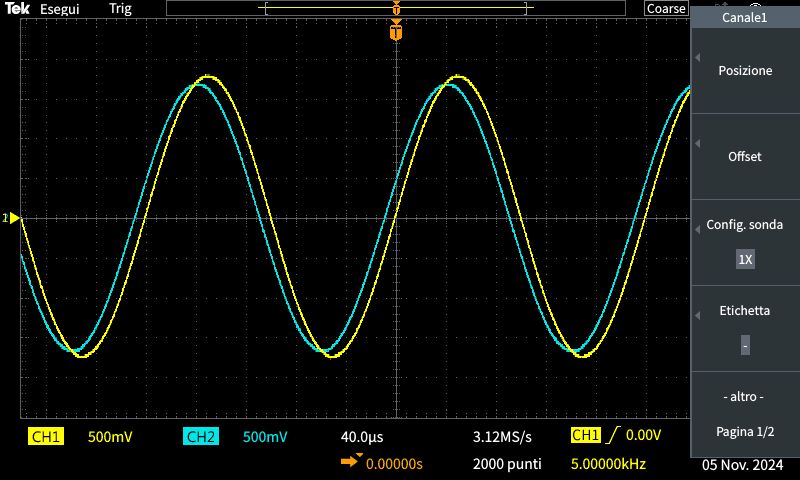 Tek Esegui Trig Coarse
T
T
Canale1
Posizione
Offset
Config. sonda
1X
Etichetta
-
- altro -
Pagina 1/2
CH1 500mV CH2 500mV 40.0µs 3.12MS/s CH1 0.00V
0.00000s 2000 punti 5.00000kHz 05 Nov. 2024